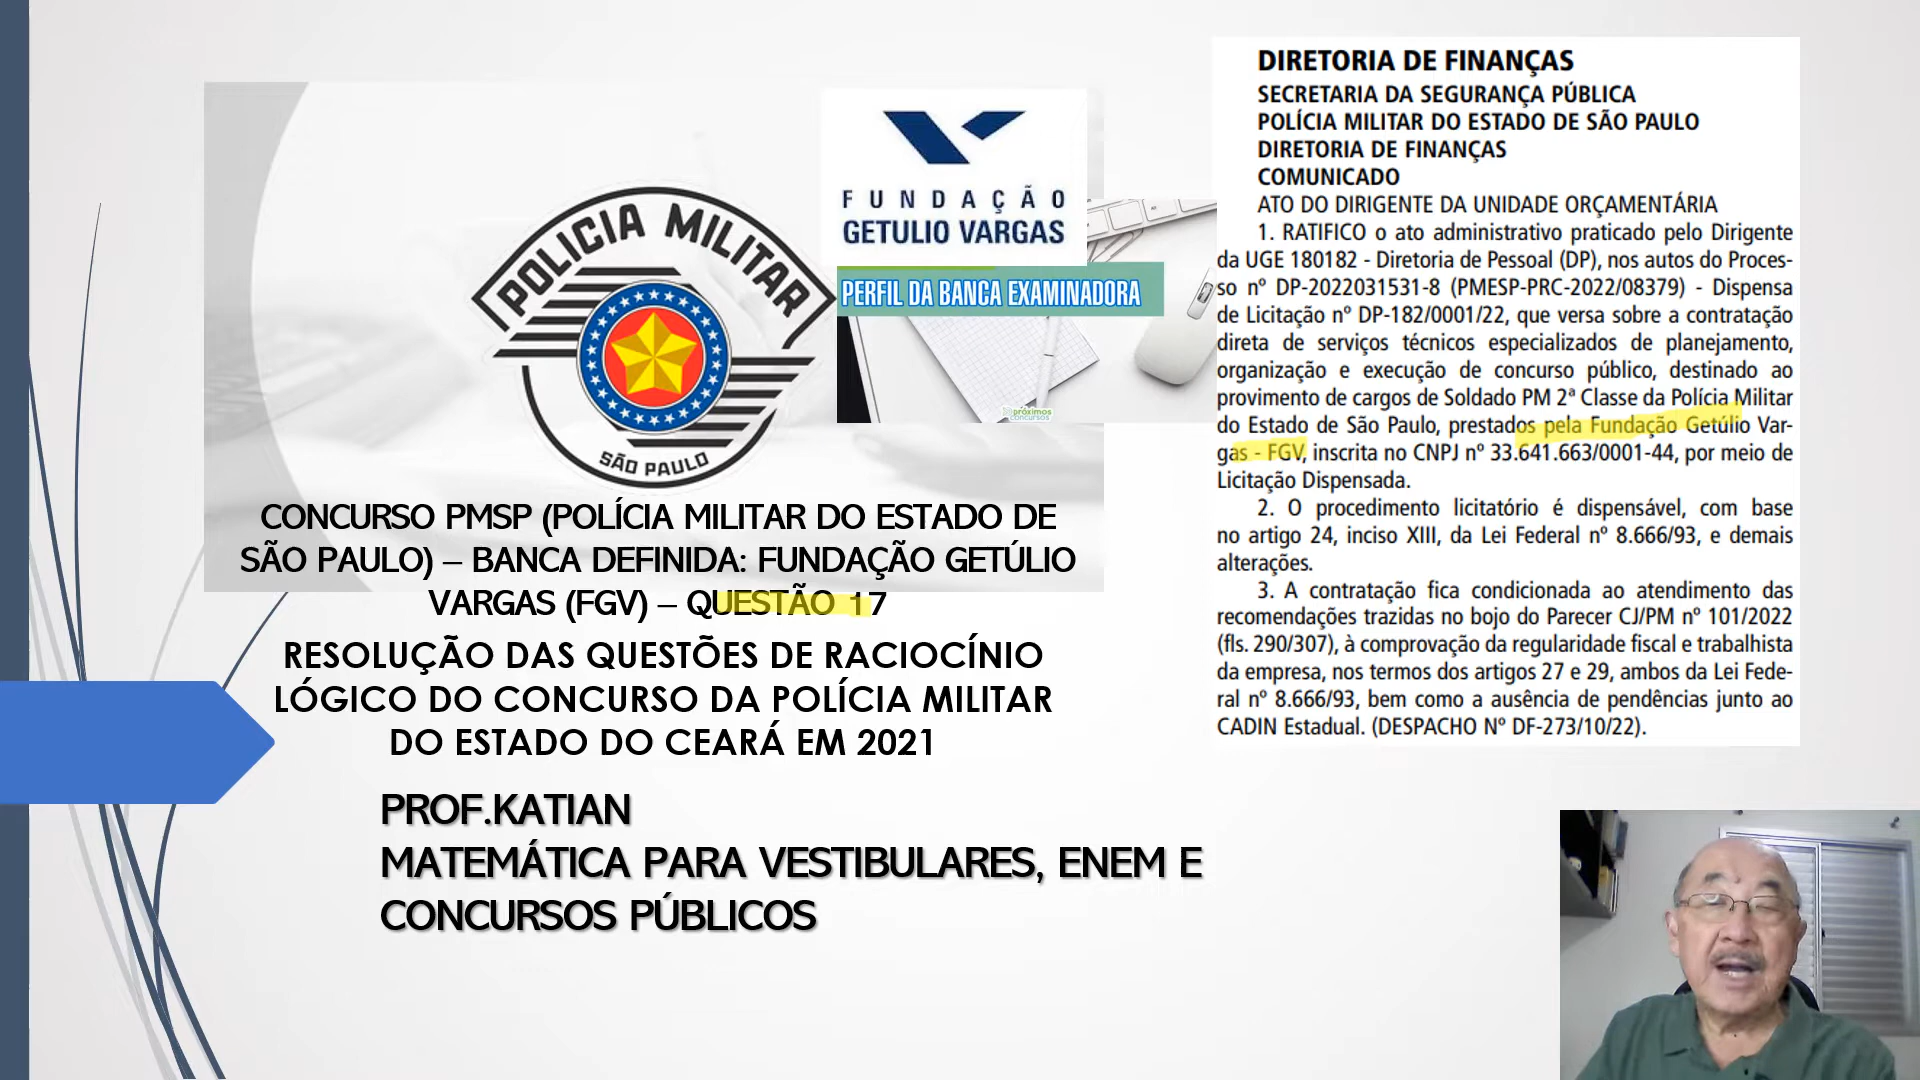 POLICIA MILITAR
SÃO PAULO
FUNDAÇÃO
GETULIO VARGAS
PERFIL DA BANCA EXAMINADORA
próximos
concursos
CONCURSO PMSP (POLÍCIA MILITAR DO ESTADO DE
SÃO PAULO) – BANCA DEFINIDA: FUNDAÇÃO GETÚLIO
VARGAS (FGV) – QUESTÃO 17
RESOLUÇÃO DAS QUESTÕES DE RACIOCÍNIO
LÓGICO DO CONCURSO DA POLÍCIA MILITAR
DO ESTADO DO CEARÁ EM 2021
PROF.KATIAN
MATEMÁTICA PARA VESTIBULARES, ENEM E
CONCURSOS PÚBLICOS
DIRETORIA DE FINANÇAS
SECRETARIA DA SEGURANÇA PÚBLICA
POLÍCIA MILITAR DO ESTADO DE SÃO PAULO
DIRETORIA DE FINANÇAS
COMUNICADO
ATO DO DIRIGENTE DA UNIDADE ORÇAMENTÁRIA
1. RATIFICO o ato administrativo praticado pelo Dirigente
da UGE 180182 - Diretoria de Pessoal (DP), nos autos do Proces-
so nº DP-2022031531-8 (PMESP-PRC-2022/08379) - Dispensa
de Licitação nº DP-182/0001/22, que versa sobre a contratação
direta de serviços técnicos especializados de planejamento,
organização e execução de concurso público, destinado ao
provimento de cargos de Soldado PM 2ª Classe da Polícia Militar
do Estado de São Paulo, prestados pela Fundação Getúlio Var-
gas - FGV, inscrita no CNPJ nº 33.641.663/0001-44, por meio de
Licitação Dispensada.
2. O procedimento licitatório é dispensável, com base
no artigo 24, inciso XIII, da Lei Federal nº 8.666/93, e demais
alterações.
3. A contratação fica condicionada ao atendimento das
recomendações trazidas no bojo do Parecer CJ/PM nº 101/2022
(fls. 290/307), à comprovação da regularidade fiscal e trabalhista
da empresa, nos termos dos artigos 27 e 29, ambos da Lei Fede-
ral nº 8.666/93, bem como a ausência de pendências junto ao
CADIN Estadual. (DESPACHO Nº DF-273/10/22).